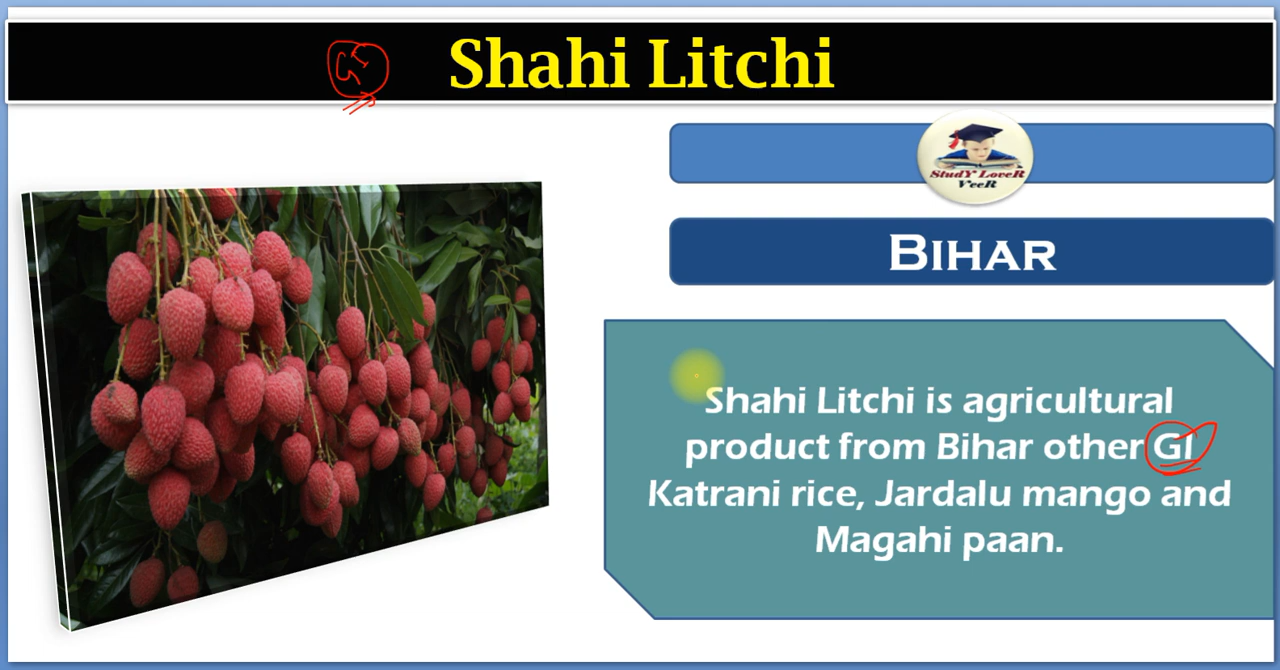 GI
Shahi Litchi
StudY LoveR
VeeR
BIHAR
Shahi Litchi is agricultural
product from Bihar other GI
Katrani rice, Jardalu mango and
Magahi paan.